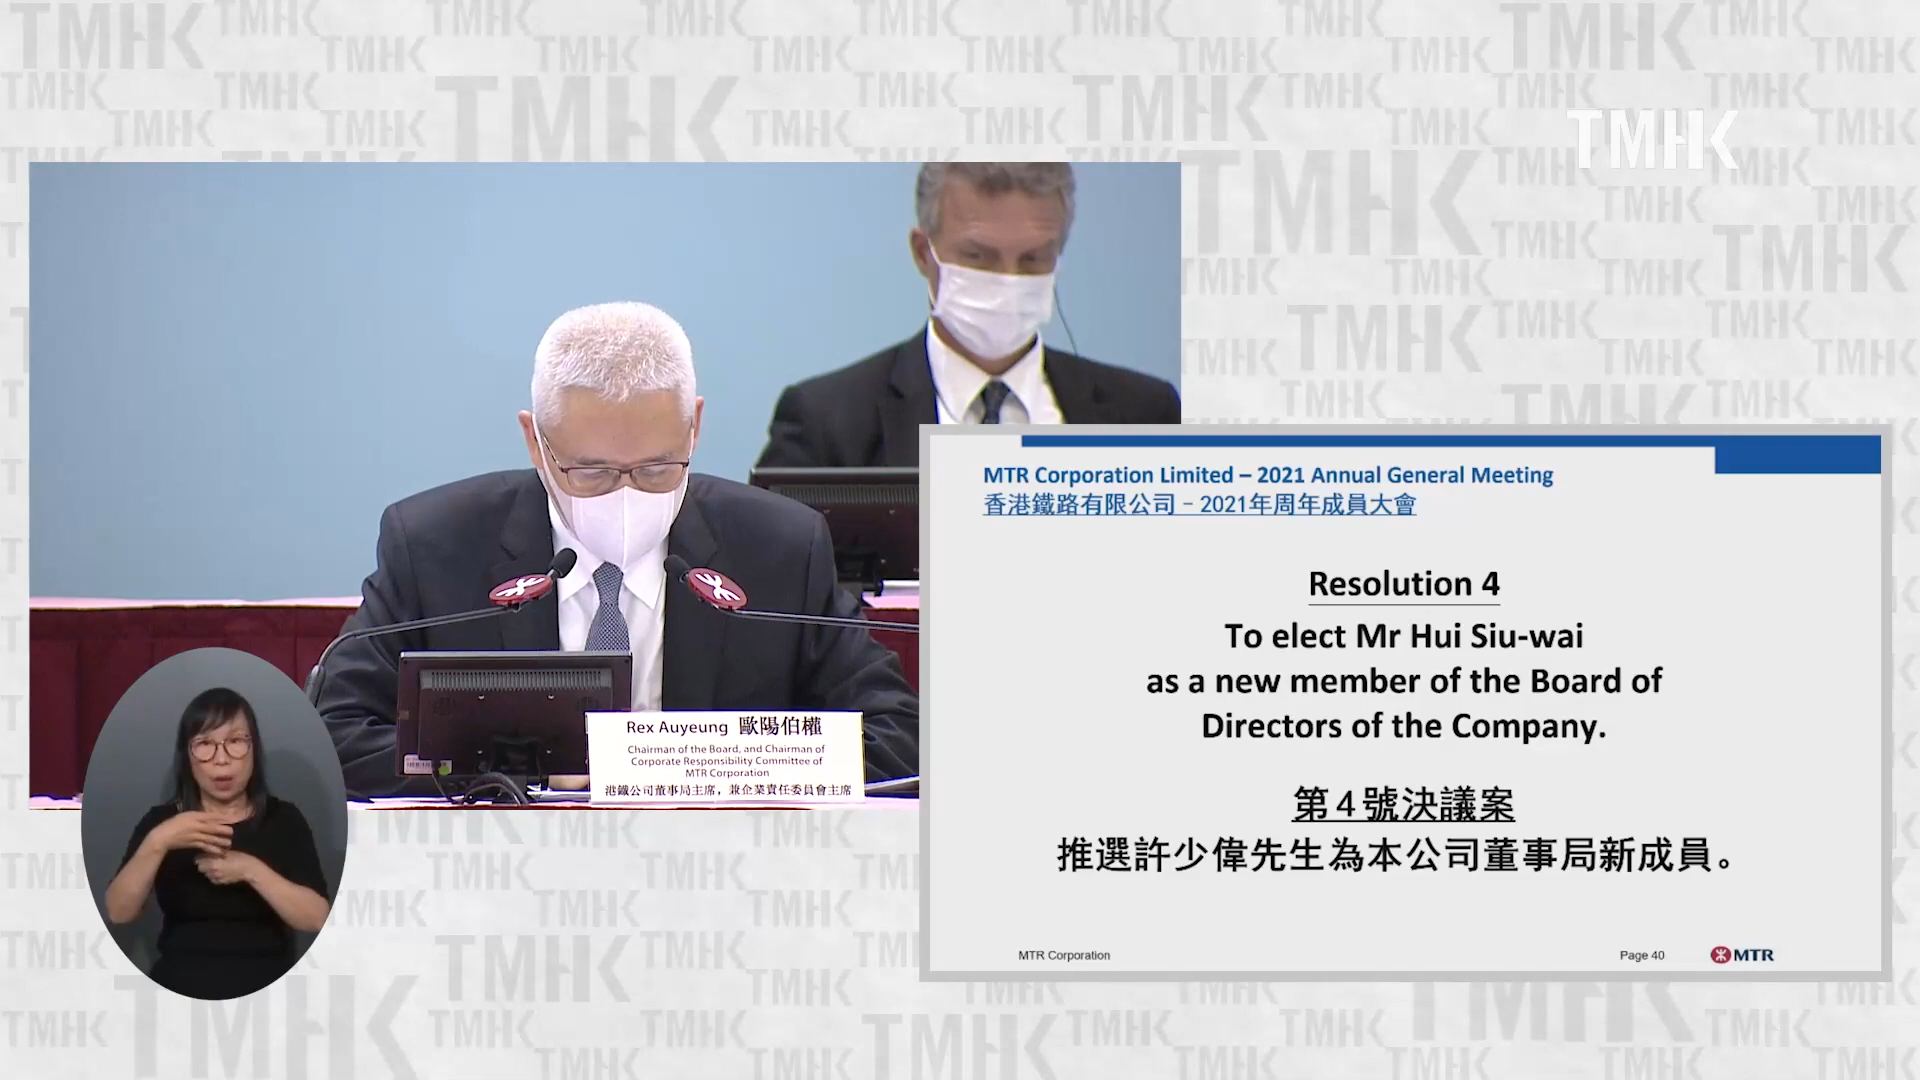 TMHK
MTR Corporation Limited – 2021 Annual General Meeting
香港鐵路有限公司 – 2021年周年成員大會
Resolution 4
To elect Mr Hui Siu-wai
as a new member of the Board of
Directors of the Company.
第4號決議案
推選許少偉先生為本公司董事局新成員。
MTR Corporation
Page 40
MTR
Rex Auyeung 歐陽伯權
Chairman of the Board, and Chairman of
Corporate Responsibility Committee of
MTR Corporation
港鐵公司董事局主席，兼企業責任委員會主席